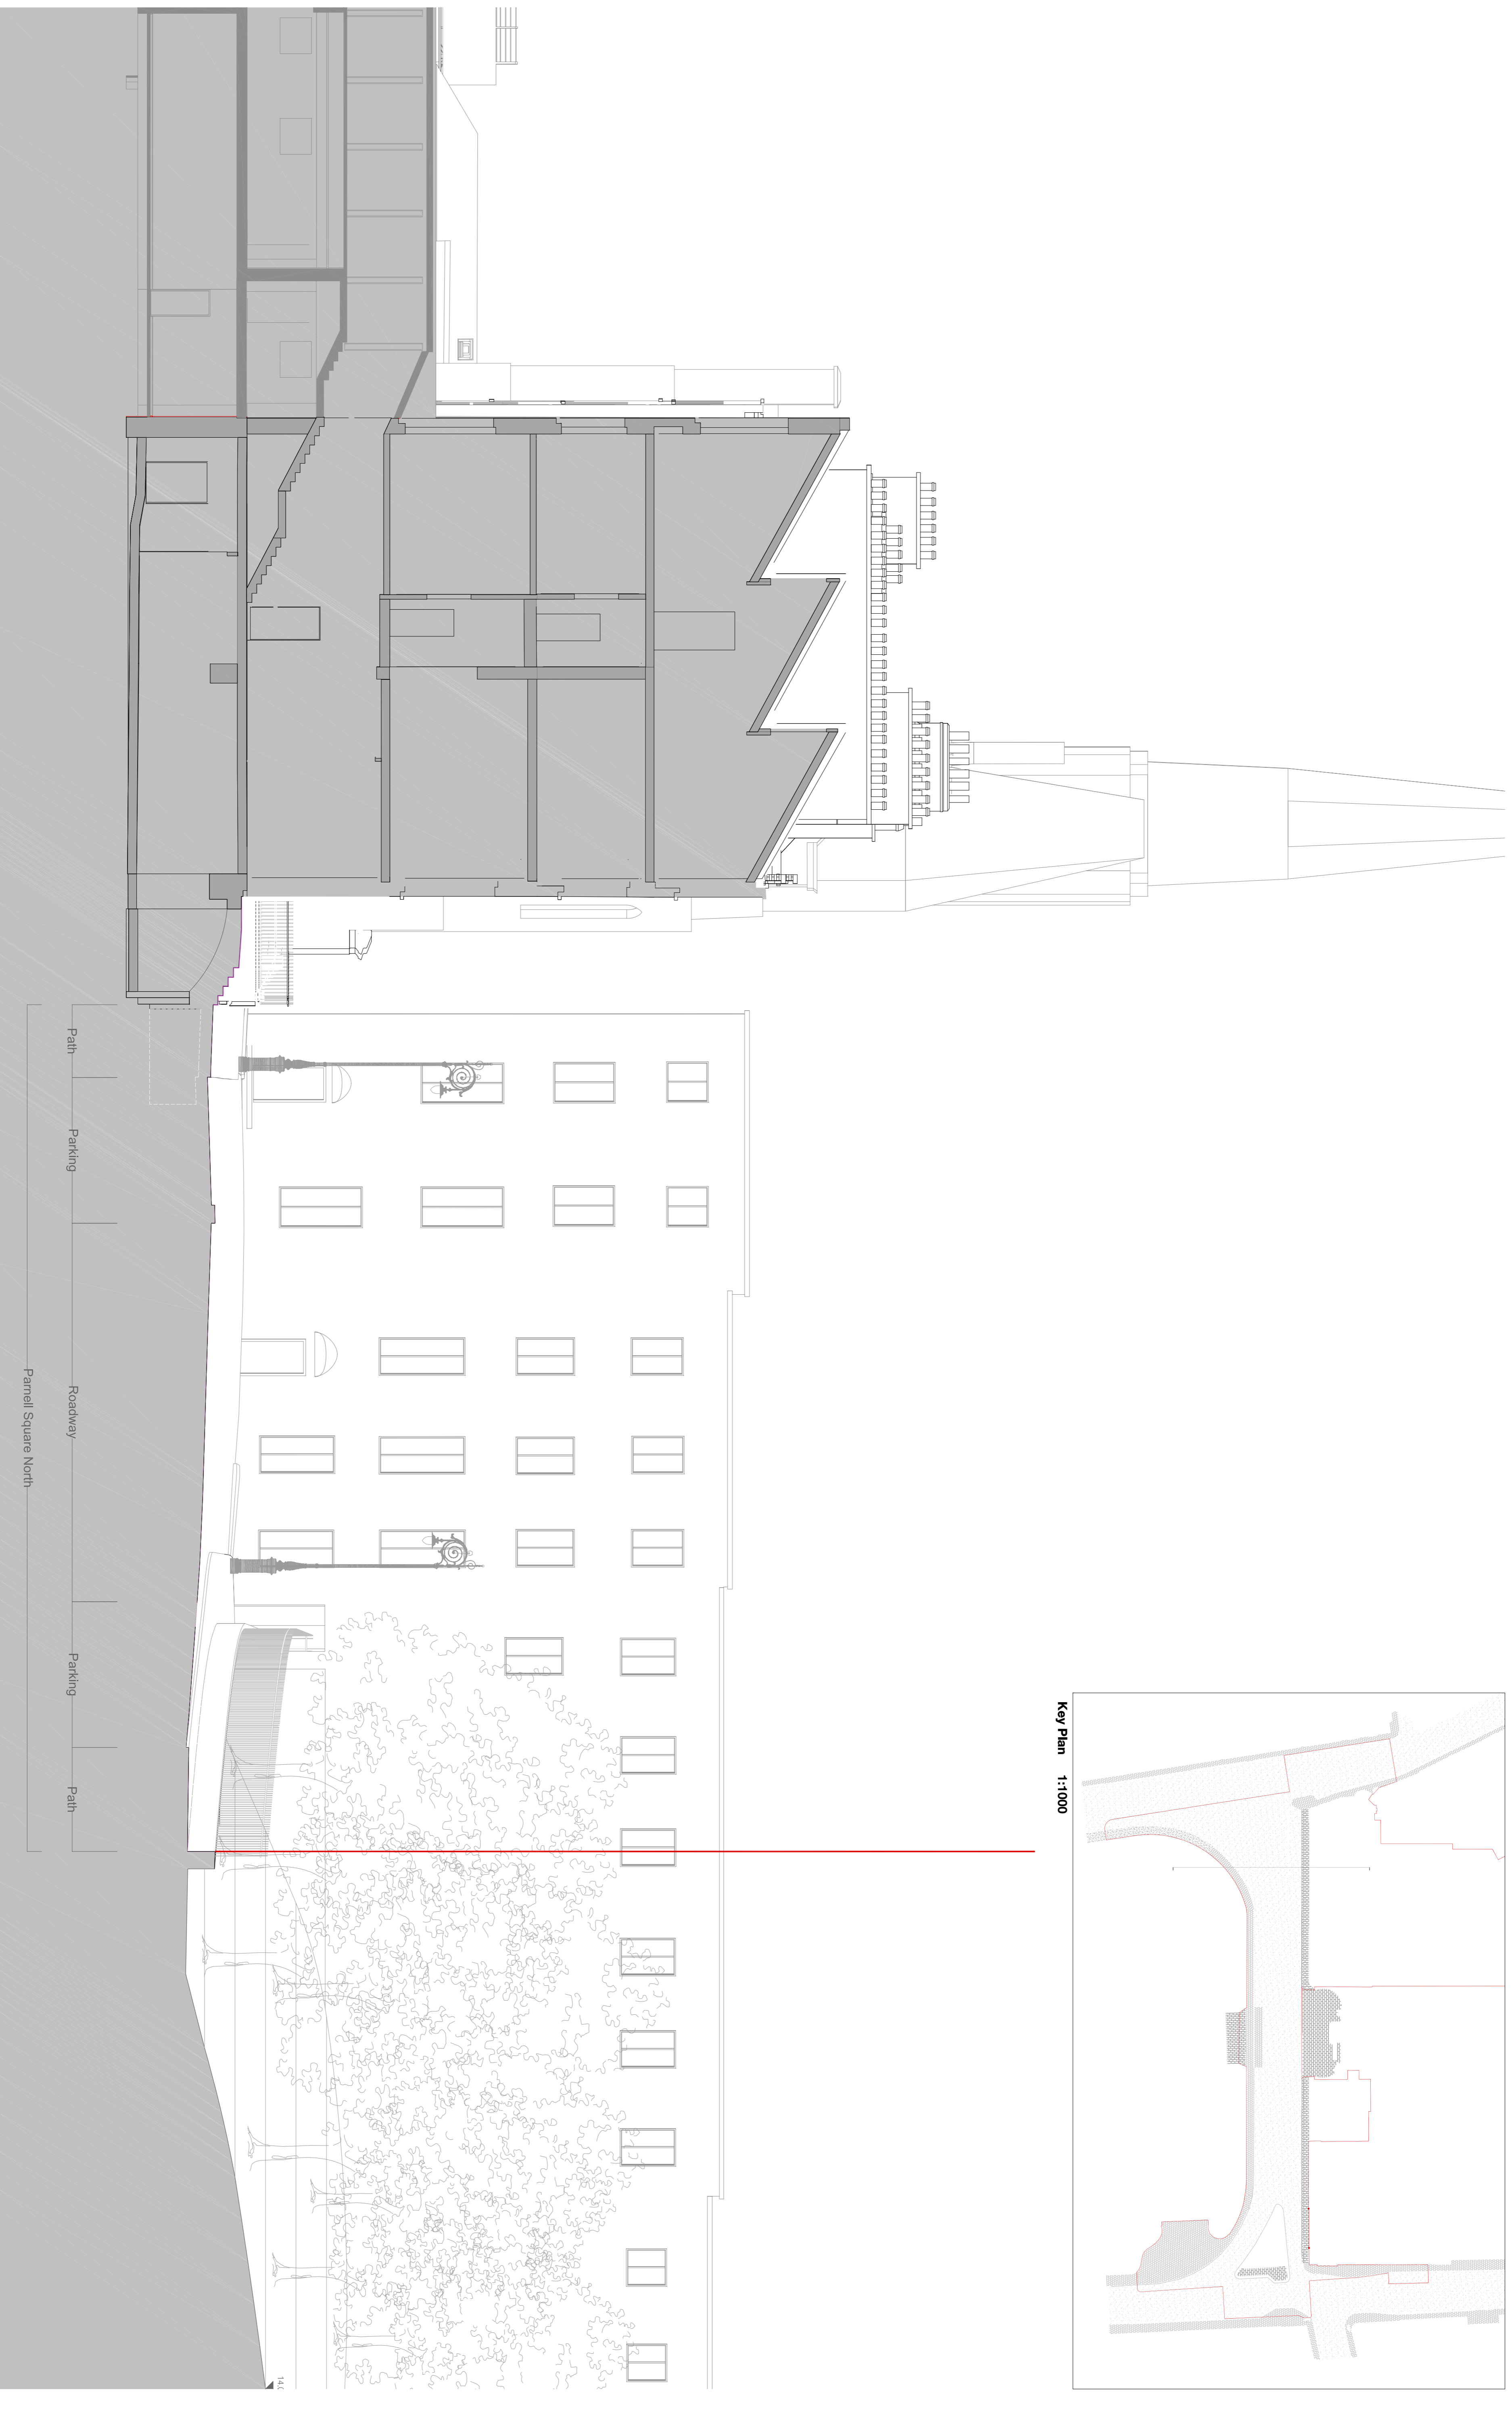 Key Plan 1:1000
Path
Parking
Roadway
Parking
Path
Parnell Square North